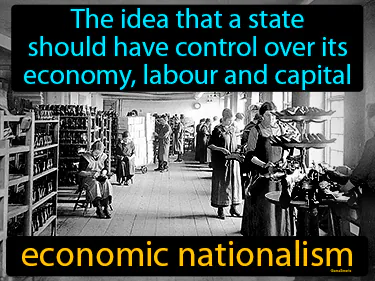 The idea that a state
should have control over its
economy, labour and capital
economic nationalism